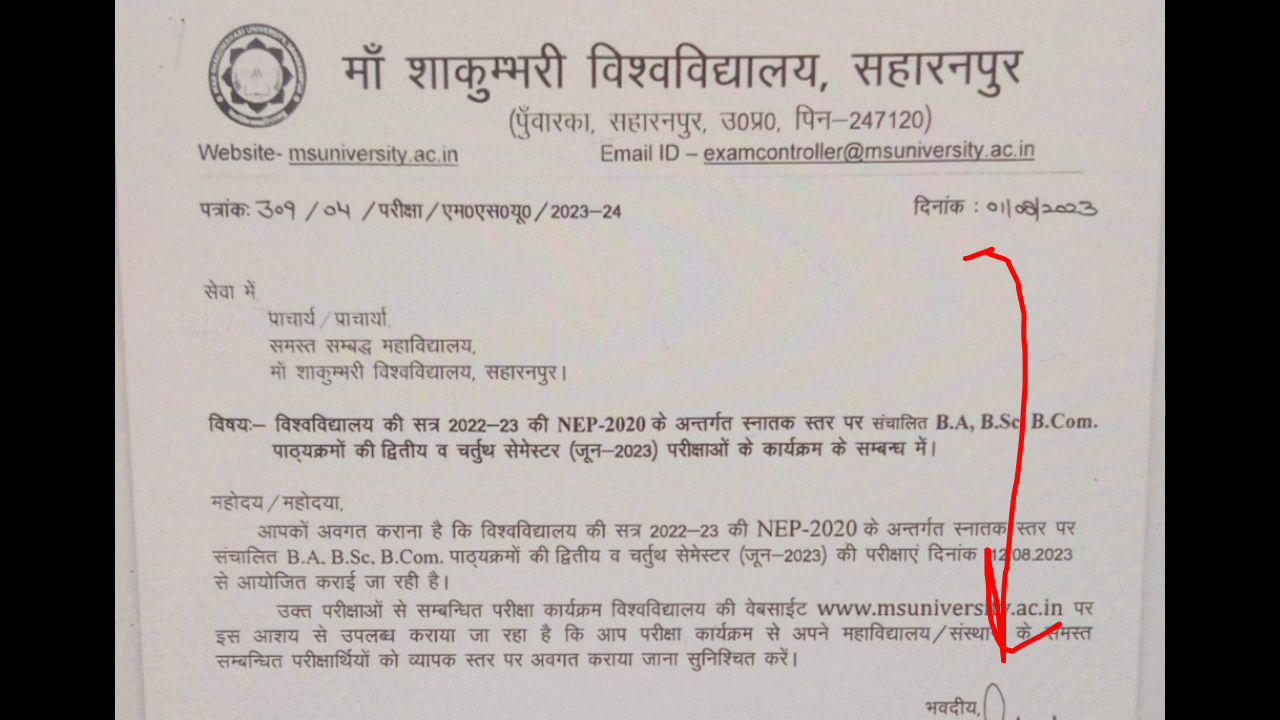 माँ शाकुम्भरी विश्वविद्यालय, सहारनपुर
(पुँवारका, सहारनपुर, उ0प्र0, पिन–247120)
Website- msuniversity.ac.in Email ID – examcontroller@msuniversity.ac.in
पत्रांकः 309 / 04 / परीक्षा / एम0एस0यू0 / 2023–24 दिनांक : 01/08/2023
सेवा में
प्राचार्य / प्राचार्या,
समस्त सम्बद्ध महाविद्यालय,
माँ शाकुम्भरी विश्वविद्यालय, सहारनपुर।
विषयः– विश्वविद्यालय की सत्र 2022–23 की NEP-2020 के अन्तर्गत स्नातक स्तर पर संचालित B.A, B.Sc, B.Com.
पाठ्यक्रमों की द्वितीय व चर्तुथ सेमेस्टर (जून–2023) परीक्षाओं के कार्यक्रम के सम्बन्ध में।
महोदय / महोदया,
आपकों अवगत कराना है कि विश्वविद्यालय की सत्र 2022–23 की NEP-2020 के अन्तर्गत स्नातक स्तर पर
संचालित B.A. B.Sc. B.Com. पाठ्यक्रमों की द्वितीय व चर्तुथ सेमेस्टर (जून–2023) की परीक्षाएं दिनांक 12.08.2023
से आयोजित कराई जा रही है।
उक्त परीक्षाओं से सम्बन्धित परीक्षा कार्यक्रम विश्वविद्यालय की वेबसाईट www.msuniversity.ac.in पर
इस आशय से उपलब्ध कराया जा रहा है कि आप परीक्षा कार्यक्रम से अपने महाविद्यालय / संस्थान के समस्त
सम्बन्धित परीक्षार्थियों को व्यापक स्तर पर अवगत कराया जाना सुनिश्चित करें।
भवदीय,